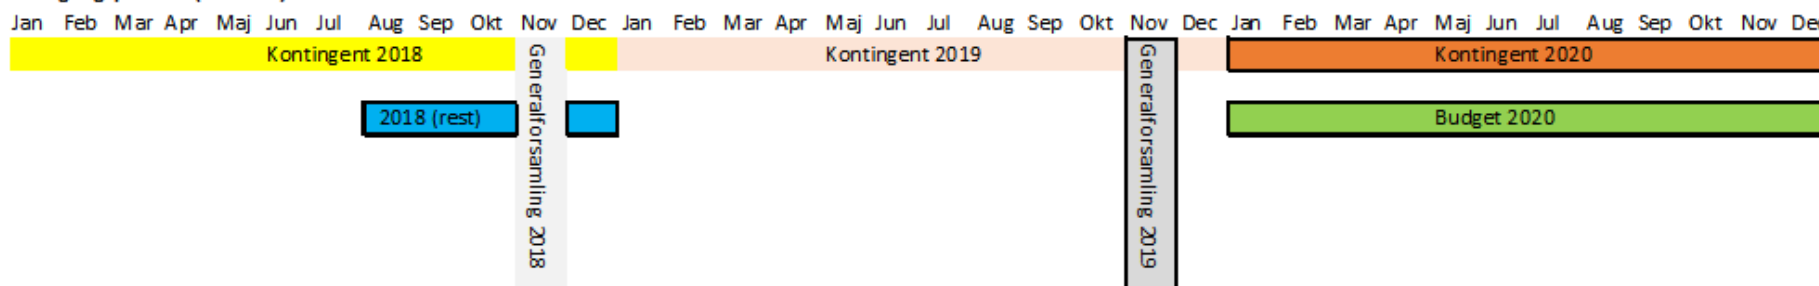 Jan Feb Mar Apr Maj Jun Jul Aug Sep Okt Nov Dec Jan Feb Mar Apr Maj Jun Jul Aug Sep Okt Nov Dec Jan Feb Mar Apr Maj Jun Jul Aug Sep Okt Nov Dec
Kontingent 2018 Kontingent 2019 Kontingent 2020
2018 (rest) Budget 2020
Generalforsamling 2018
Generalforsamling 2019